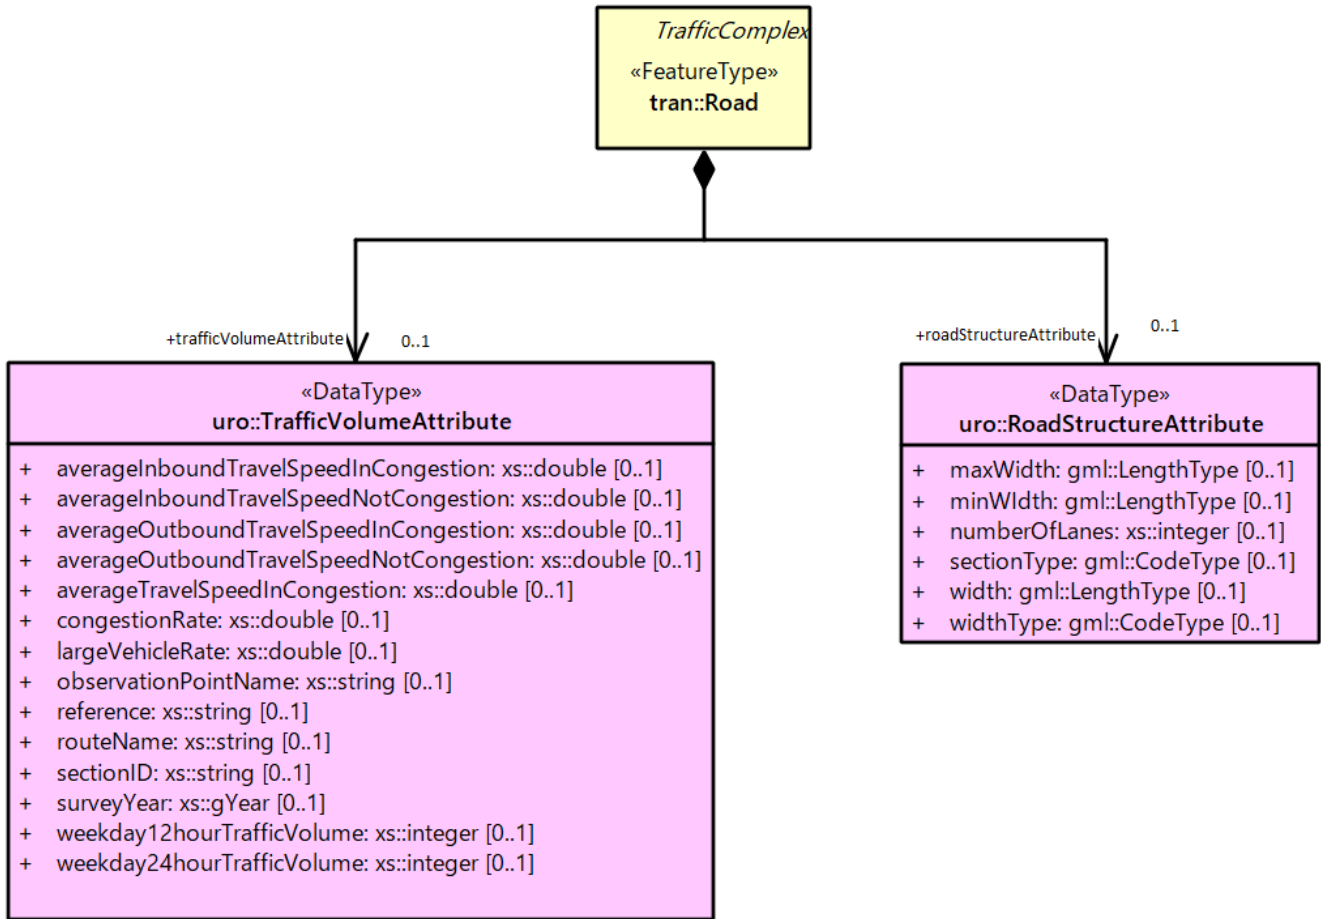 TrafficComplex
«FeatureType»
tran::Road
+trafficVolumeAttribute
0..1
+roadStructureAttribute
0..1
«DataType»
uro::TrafficVolumeAttribute
+ averageInboundTravelSpeedInCongestion: xs::double [0..1]
+ averageInboundTravelSpeedNotCongestion: xs::double [0..1]
+ averageOutboundTravelSpeedInCongestion: xs::double [0..1]
+ averageOutboundTravelSpeedNotCongestion: xs::double [0..1]
+ averageTravelSpeedInCongestion: xs::double [0..1]
+ congestionRate: xs::double [0..1]
+ largeVehicleRate: xs::double [0..1]
+ observationPointName: xs::string [0..1]
+ reference: xs::string [0..1]
+ routeName: xs::string [0..1]
+ sectionID: xs::string [0..1]
+ surveyYear: xs::gYear [0..1]
+ weekday12hourTrafficVolume: xs::integer [0..1]
+ weekday24hourTrafficVolume: xs::integer [0..1]
«DataType»
uro::RoadStructureAttribute
+ maxWidth: gml::LengthType [0..1]
+ minWIdth: gml::LengthType [0..1]
+ numberOfLanes: xs::integer [0..1]
+ sectionType: gml::CodeType [0..1]
+ width: gml::LengthType [0..1]
+ widthType: gml::CodeType [0..1]